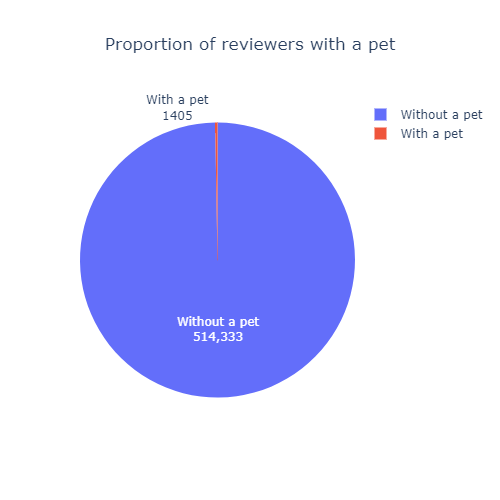 Proportion of reviewers with a pet
With a pet
1405
Without a pet
With a pet
Without a pet
514,333